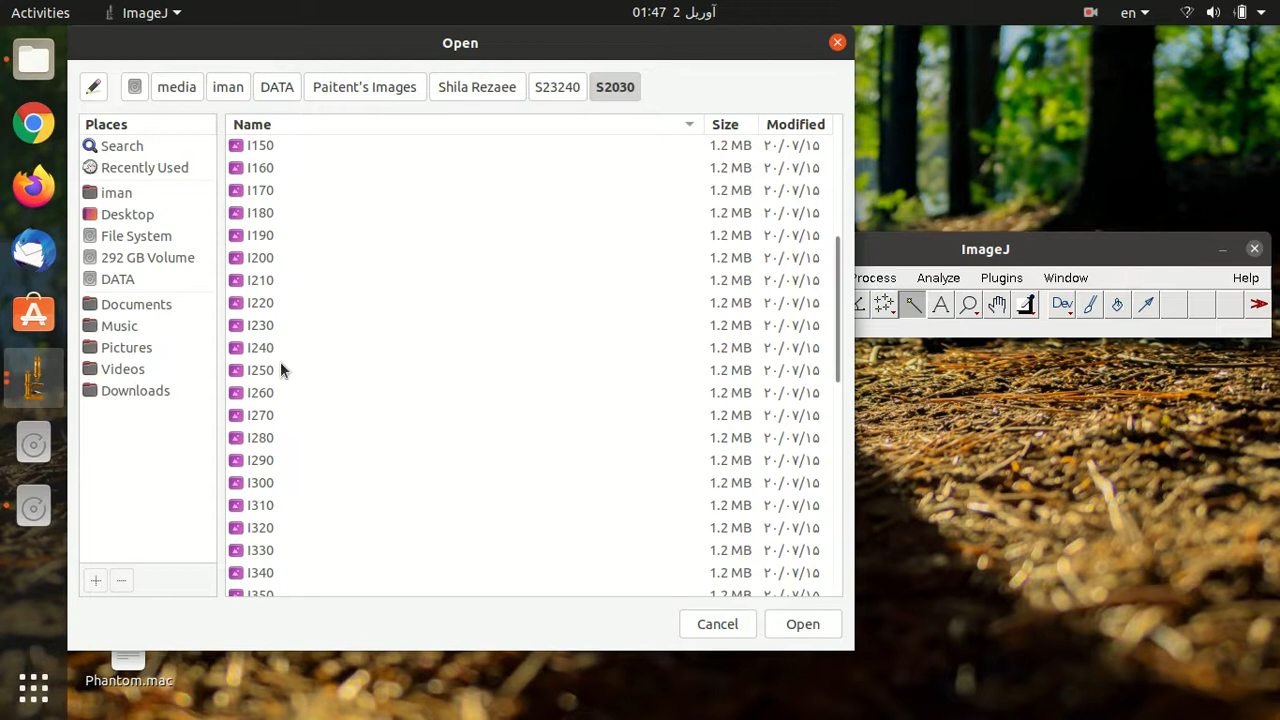 Activities ImageJ 01:47 2 آوریل en
Open
media iman DATA Paitent's Images Shila Rezaee S23240 S2030
Places Name Size Modified
Search I150 1.2 MB ۲۰/۰۷/۱۵
Recently Used I160 1.2 MB ۲۰/۰۷/۱۵
iman I170 1.2 MB ۲۰/۰۷/۱۵
Desktop I180 1.2 MB ۲۰/۰۷/۱۵
File System I190 1.2 MB ۲۰/۰۷/۱۵
292 GB Volume I200 1.2 MB ۲۰/۰۷/۱۵
DATA I210 1.2 MB ۲۰/۰۷/۱۵
Documents I220 1.2 MB ۲۰/۰۷/۱۵
Music I230 1.2 MB ۲۰/۰۷/۱۵
Pictures I240 1.2 MB ۲۰/۰۷/۱۵
Videos I250 1.2 MB ۲۰/۰۷/۱۵
Downloads I260 1.2 MB ۲۰/۰۷/۱۵
I270 1.2 MB ۲۰/۰۷/۱۵
I280 1.2 MB ۲۰/۰۷/۱۵
I290 1.2 MB ۲۰/۰۷/۱۵
I300 1.2 MB ۲۰/۰۷/۱۵
I310 1.2 MB ۲۰/۰۷/۱۵
I320 1.2 MB ۲۰/۰۷/۱۵
I330 1.2 MB ۲۰/۰۷/۱۵
I340 1.2 MB ۲۰/۰۷/۱۵
I350 1.2 MB ۲۰/۰۷/۱۵
Cancel Open
ImageJ
Process Analyze Plugins Window Help
A Dev
Phantom.mac